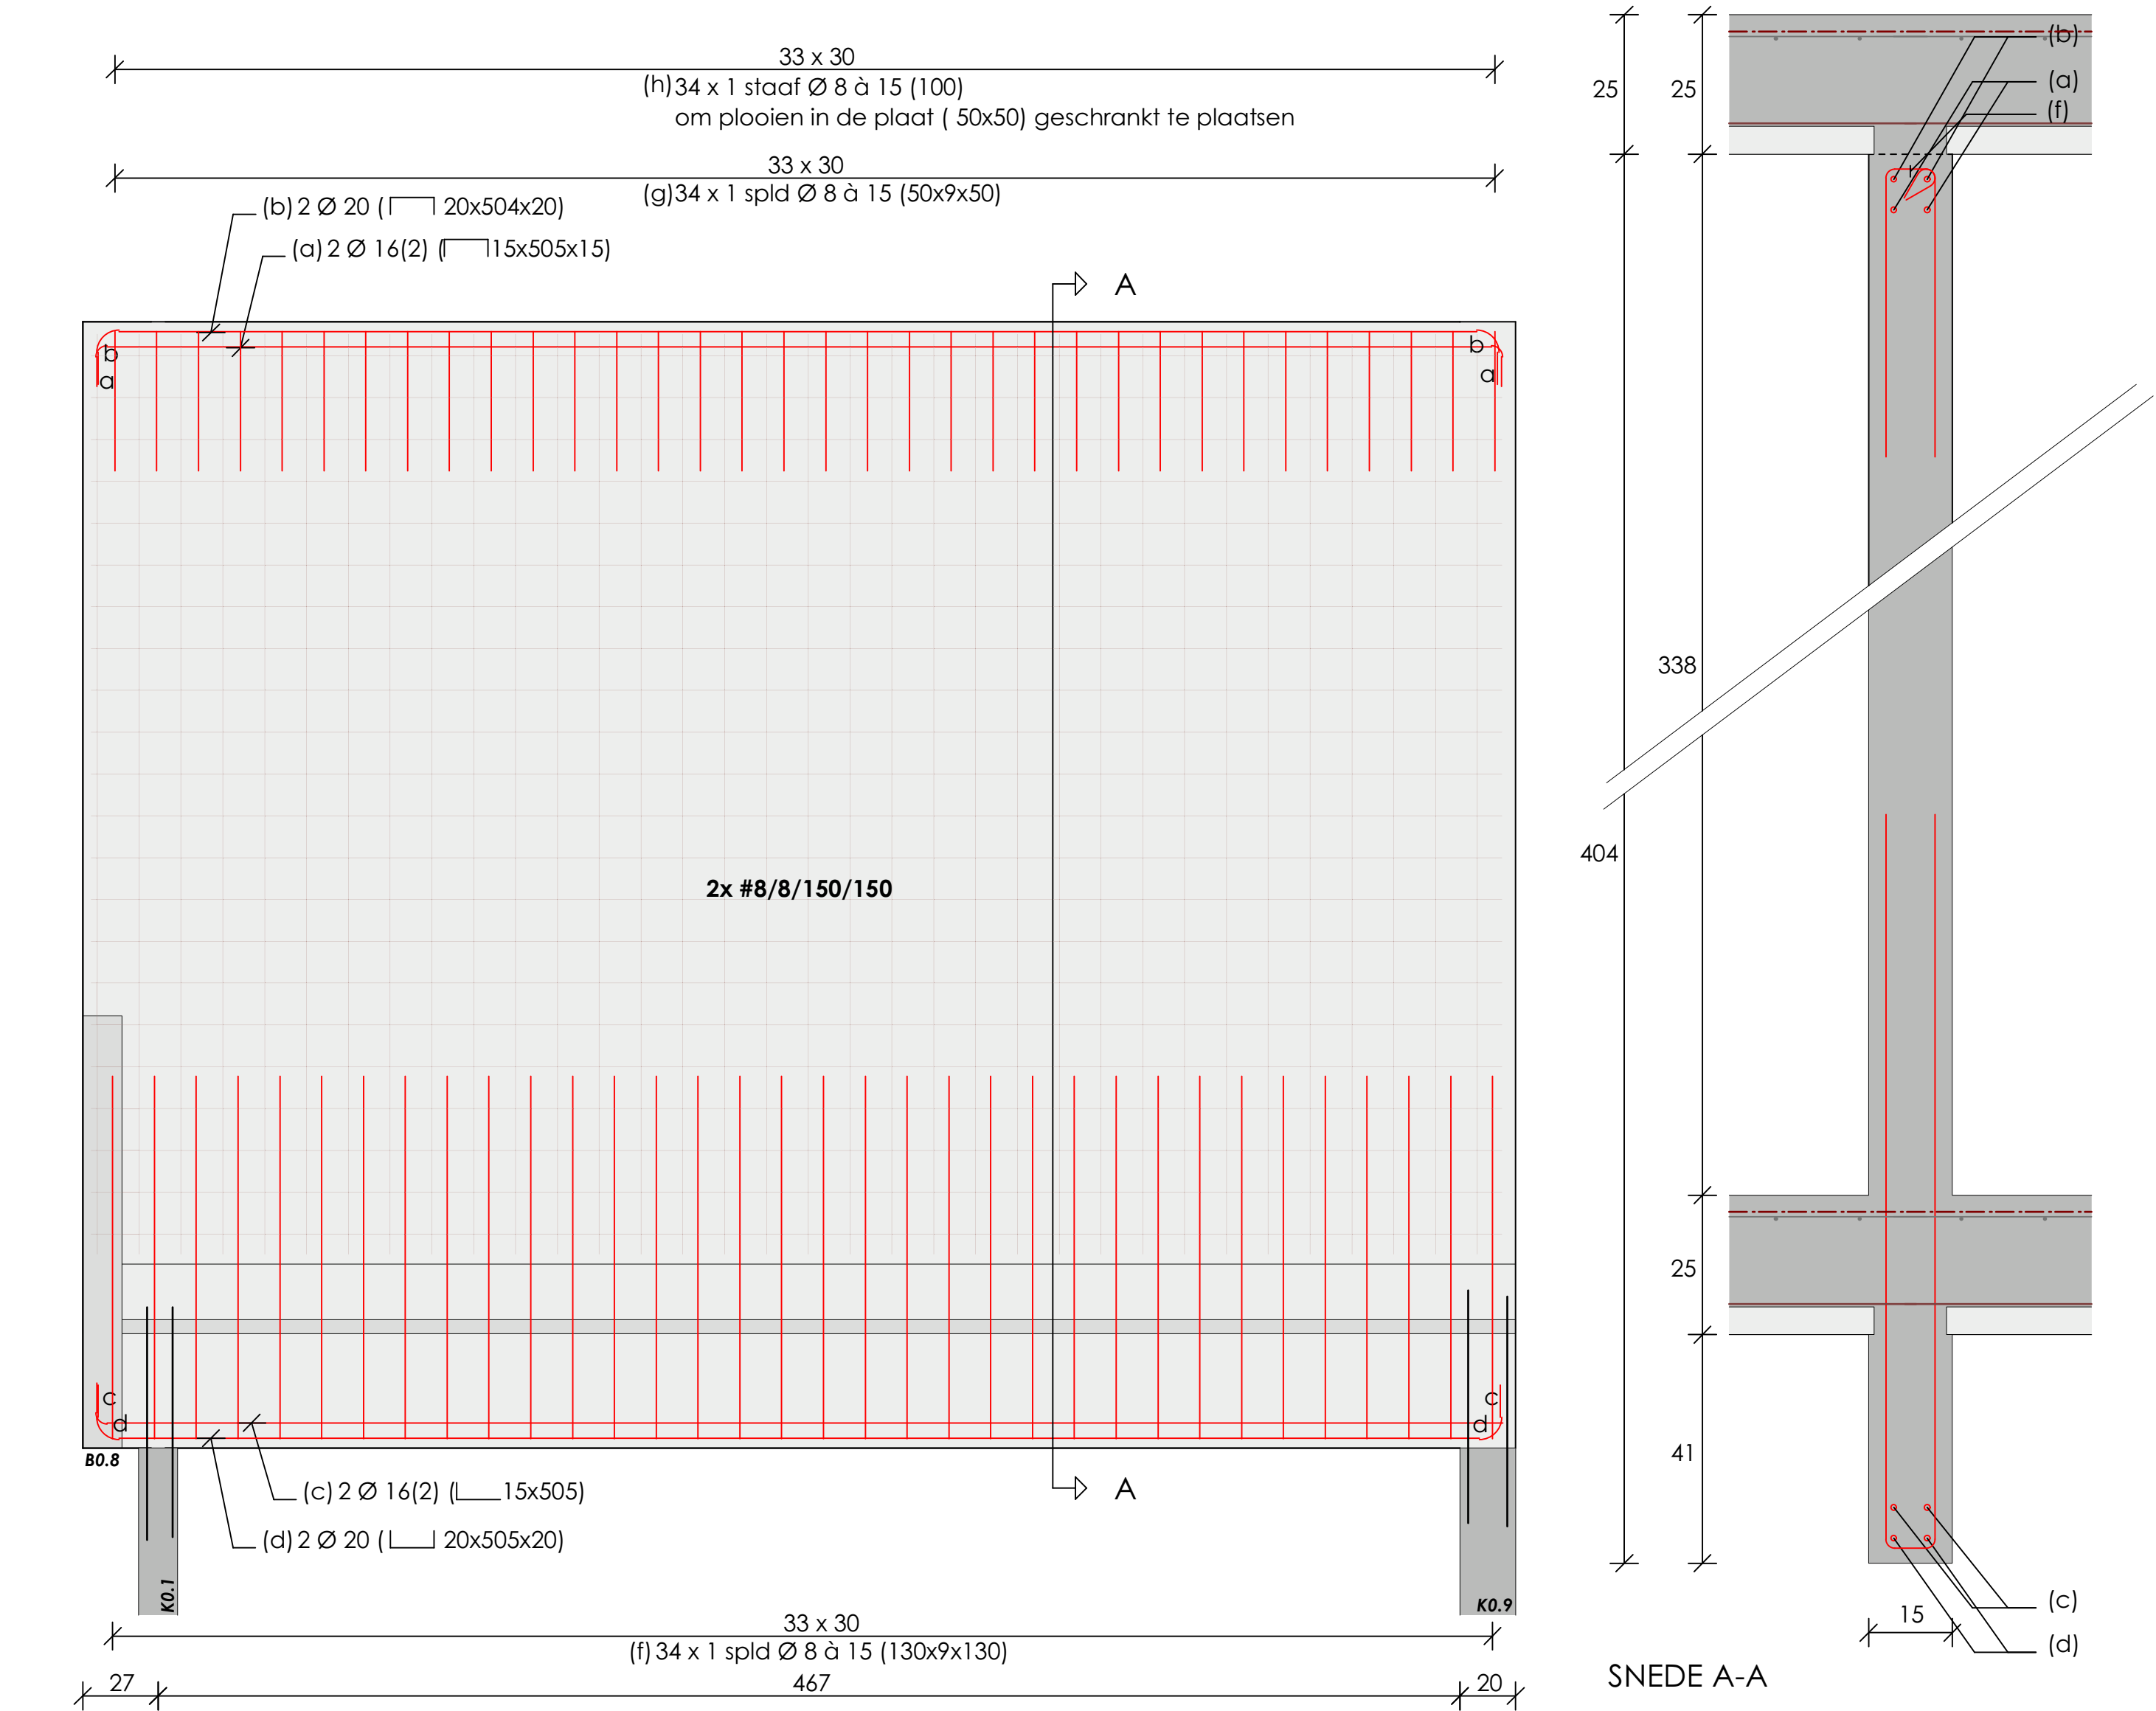 33 x 30
(h) 34 x 1 staaf Ø 8 à 15 (100)
om plooien in de plaat ( 50x50) geschrankt te plaatsen
33 x 30
(g) 34 x 1 spld Ø 8 à 15 (50x9x50)
(b) 2 Ø 20 ( 20x504x20)
(a) 2 Ø 16(2) ( 15x505x15)
A
b
a
b
a
2x #8/8/150/150
c
d
c
d
B0.8
A
(c) 2 Ø 16(2) ( 15x505)
(d) 2 Ø 20 ( 20x505x20)
K0.1
K0.9
33 x 30
(f) 34 x 1 spld Ø 8 à 15 (130x9x130)
27
467
20
(b)
(a)
(f)
25
25
338
404
25
41
15
(c)
(d)
SNEDE A-A